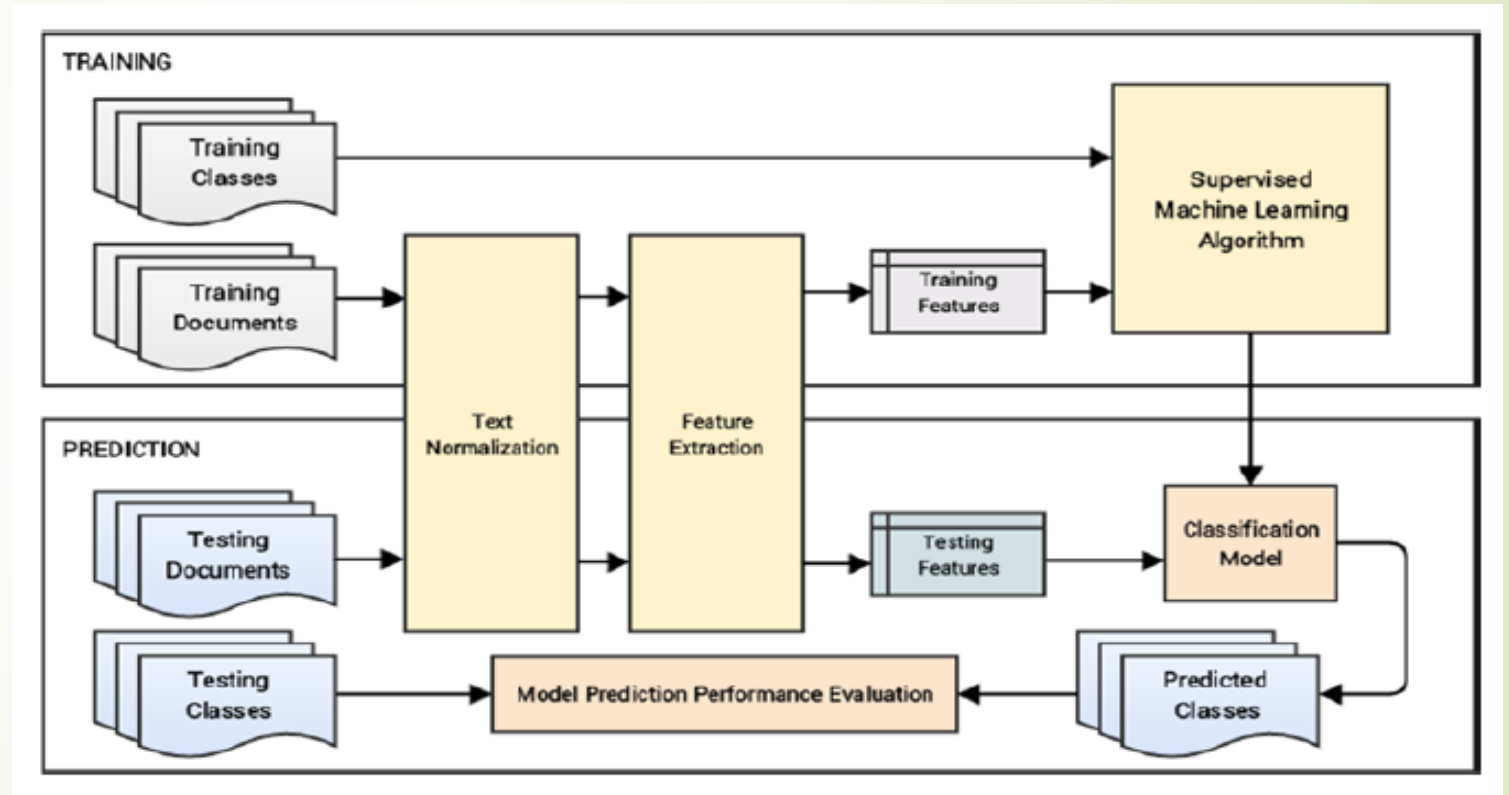 TRAINING
Training
Classes
Supervised
Machine Learning
Algorithm
Training
Documents
Training
Features
Text
Normalization
Feature
Extraction
PREDICTION
Testing
Documents
Testing
Features
Classification
Model
Testing
Classes
Model Prediction Performance Evaluation
Predicted
Classes